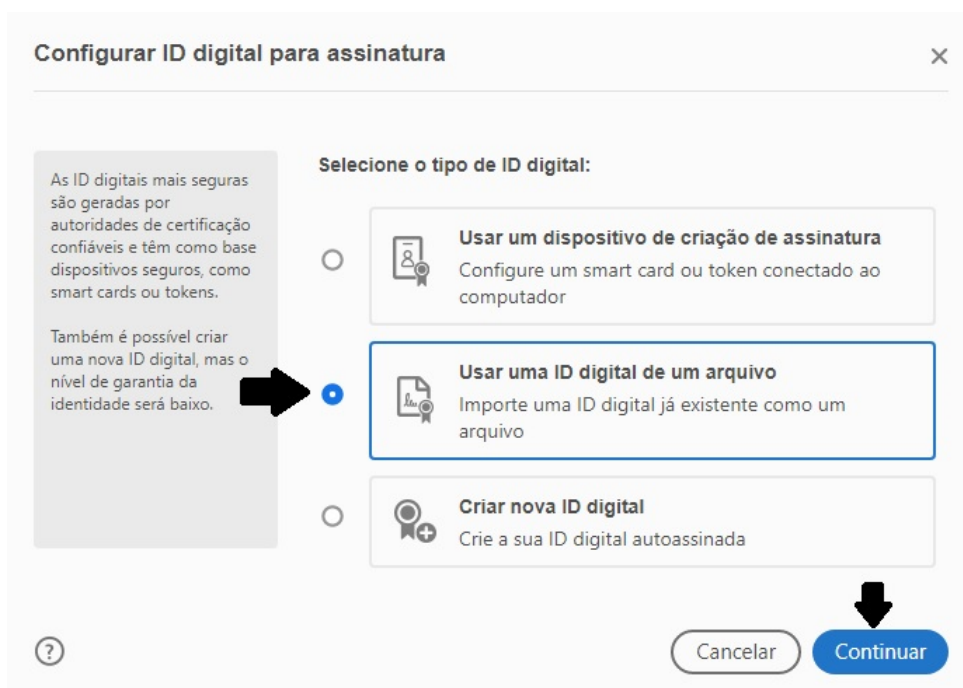 Configurar ID digital para assinatura
As ID digitais mais seguras
são geradas por
autoridades de certificação
confiáveis e têm como base
dispositivos seguros, como
smart cards ou tokens.
Também é possível criar
uma nova ID digital, mas o
nível de garantia da
identidade será baixo.
Selecione o tipo de ID digital:
Usar um dispositivo de criação de assinatura
Configure um smart card ou token conectado ao
computador
Usar uma ID digital de um arquivo
Importe uma ID digital já existente como um
arquivo
Criar nova ID digital
Crie a sua ID digital autoassinada
?
Cancelar
Continuar